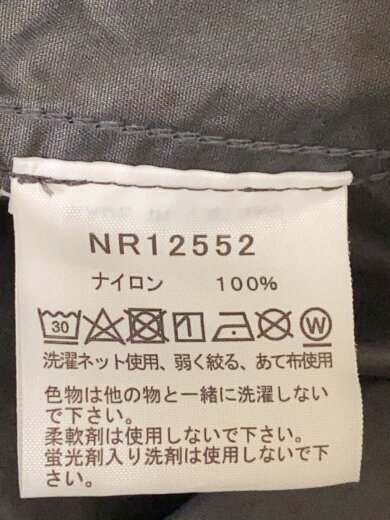 NR12552
ナイロン 100%
30 W
洗濯ネット使用、弱く絞る、あて布使用
色物は他の物と一緒に洗濯しない
で下さい。
柔軟剤は使用しないで下さい。
蛍光剤入り洗剤は使用しないで下
さい。